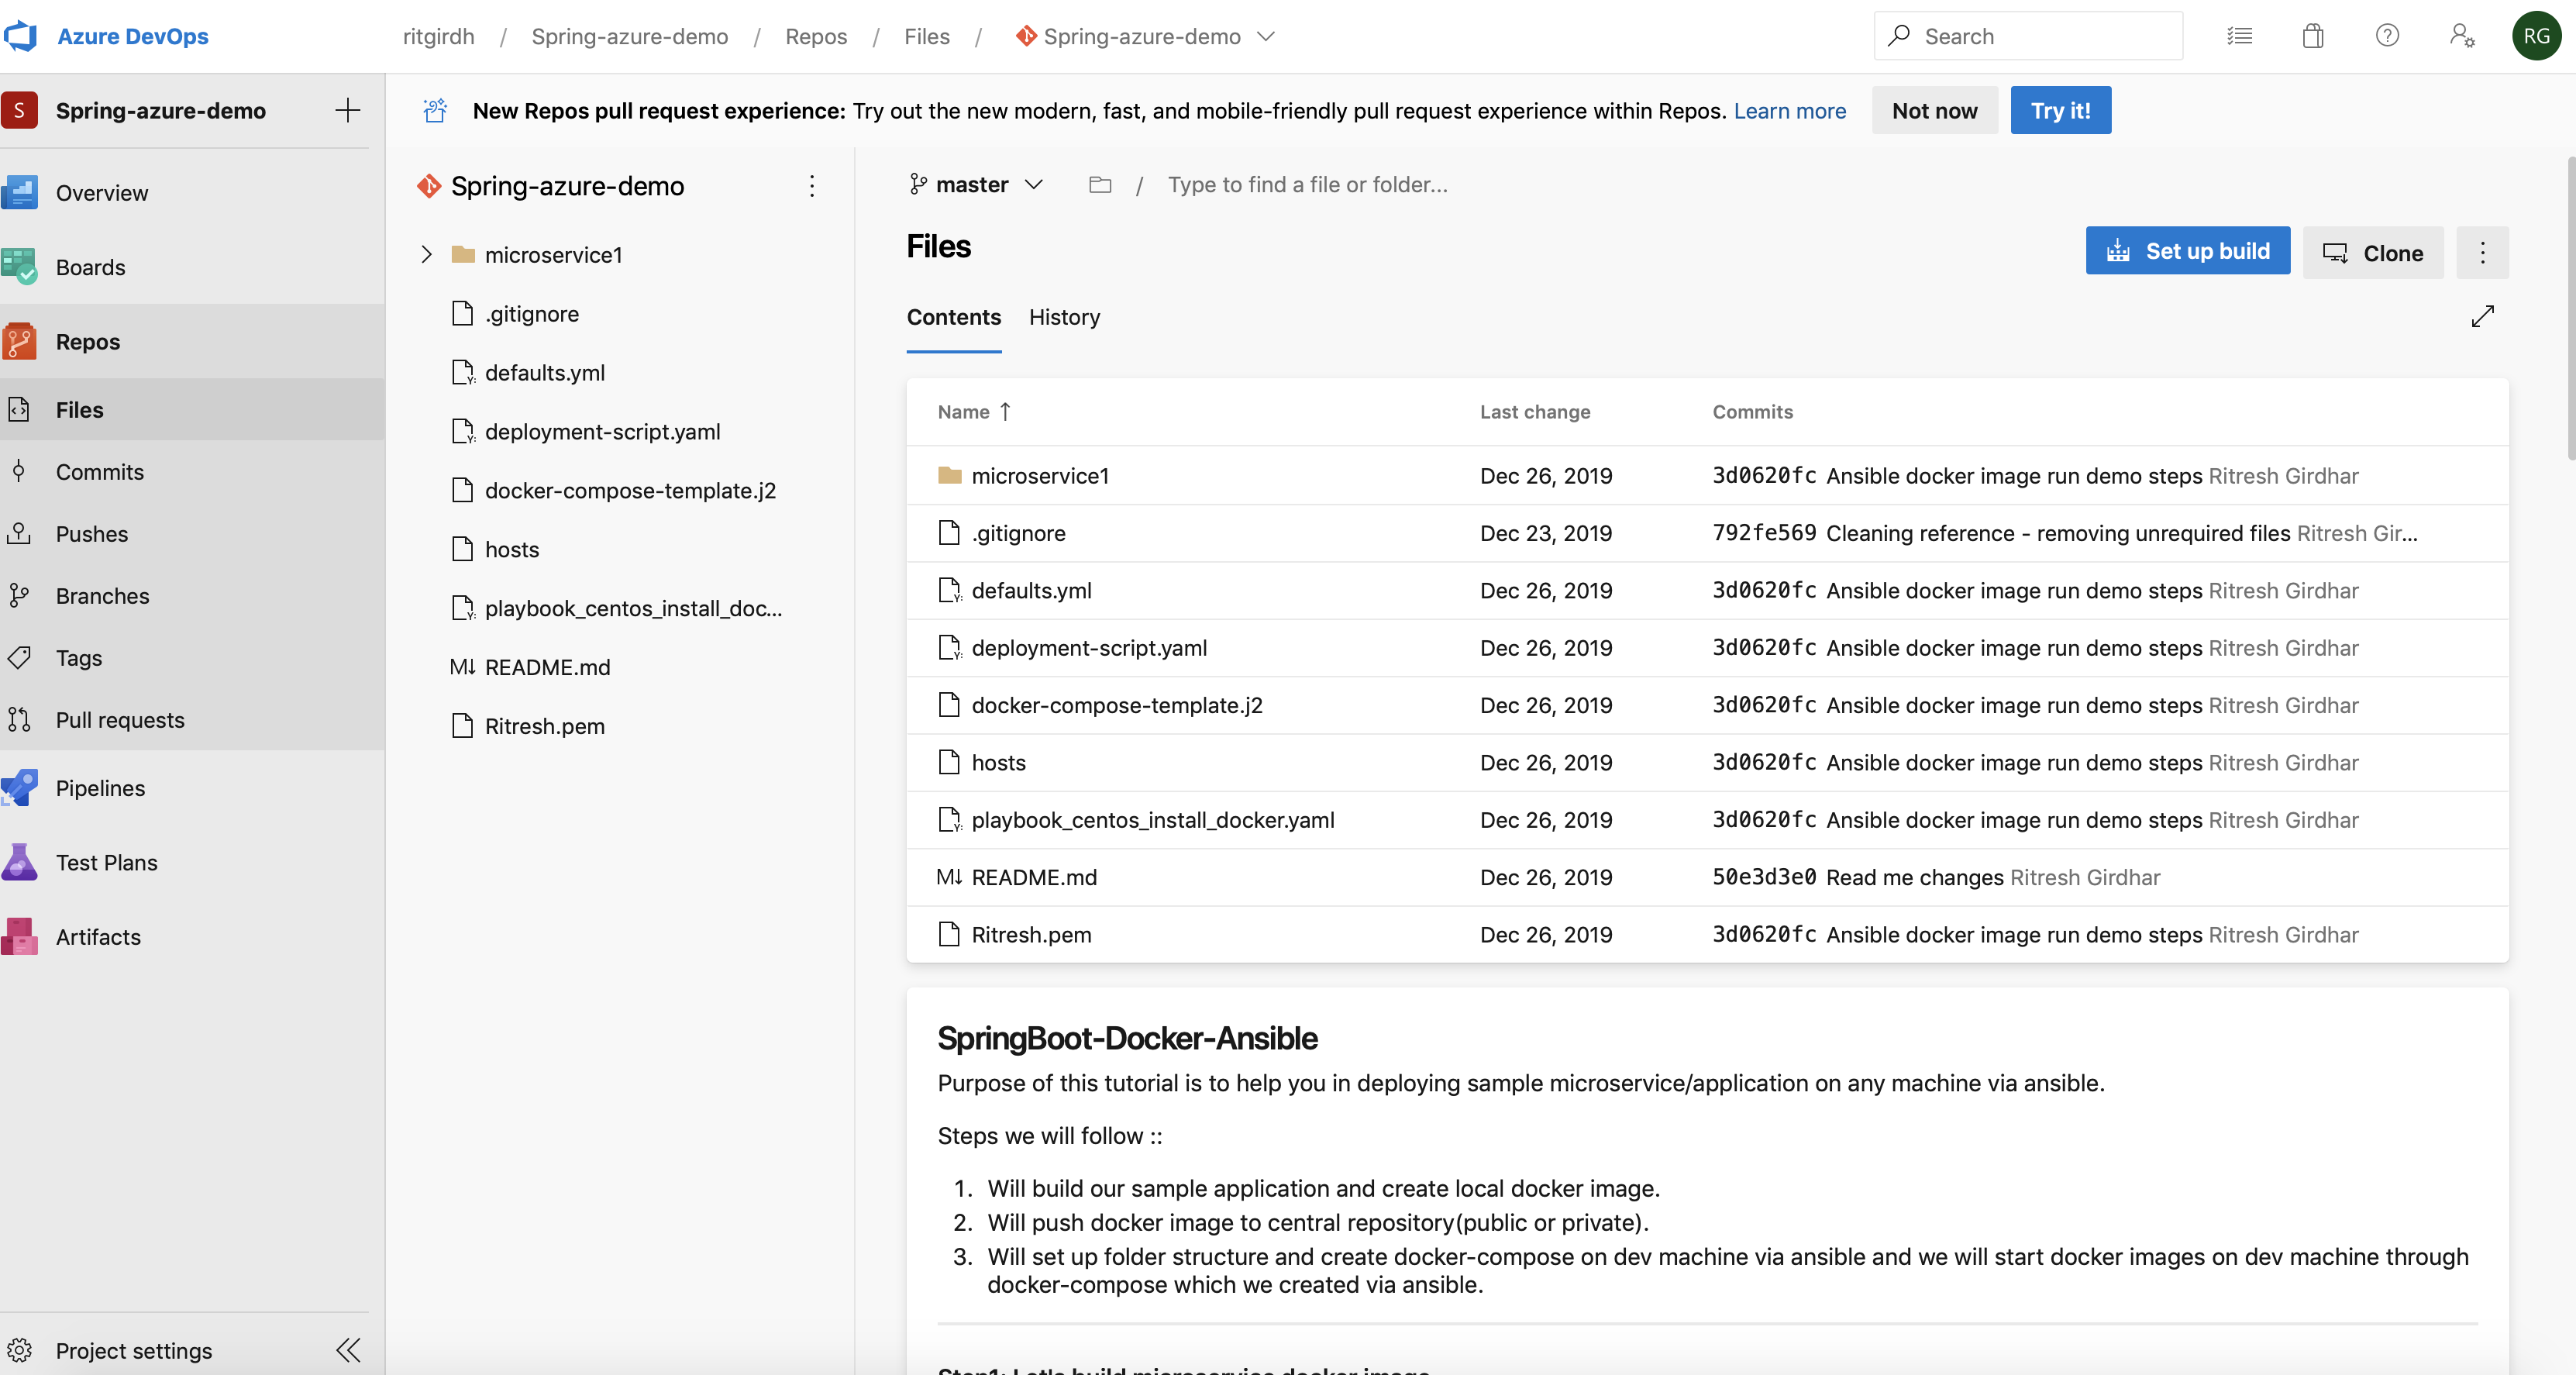 Azure DevOps
ritgirdh / Spring-azure-demo / Repos / Files / Spring-azure-demo
Search
RG
S Spring-azure-demo
Overview
Boards
Repos
Files
Commits
Pushes
Branches
Tags
Pull requests
Pipelines
Test Plans
Artifacts
Project settings
New Repos pull request experience: Try out the new modern, fast, and mobile-friendly pull request experience within Repos. Learn more Not now Try it!
Spring-azure-demo
microservice1
.gitignore
defaults.yml
deployment-script.yaml
docker-compose-template.j2
hosts
playbook_centos_install_doc...
README.md
Ritresh.pem
master / Type to find a file or folder...
Files
Set up build Clone
Contents History
Name Last change Commits
microservice1 Dec 26, 2019 3d0620fc Ansible docker image run demo steps Ritresh Girdhar
.gitignore Dec 23, 2019 792fe569 Cleaning reference - removing unrequired files Ritresh Gir...
defaults.yml Dec 26, 2019 3d0620fc Ansible docker image run demo steps Ritresh Girdhar
deployment-script.yaml Dec 26, 2019 3d0620fc Ansible docker image run demo steps Ritresh Girdhar
docker-compose-template.j2 Dec 26, 2019 3d0620fc Ansible docker image run demo steps Ritresh Girdhar
hosts Dec 26, 2019 3d0620fc Ansible docker image run demo steps Ritresh Girdhar
playbook_centos_install_docker.yaml Dec 26, 2019 3d0620fc Ansible docker image run demo steps Ritresh Girdhar
README.md Dec 26, 2019 50e3d3e0 Read me changes Ritresh Girdhar
Ritresh.pem Dec 26, 2019 3d0620fc Ansible docker image run demo steps Ritresh Girdhar
SpringBoot-Docker-Ansible
Purpose of this tutorial is to help you in deploying sample microservice/application on any machine via ansible.
Steps we will follow ::
1. Will build our sample application and create local docker image.
2. Will push docker image to central repository(public or private).
3. Will set up folder structure and create docker-compose on dev machine via ansible and we will start docker images on dev machine through
docker-compose which we created via ansible.
Step1: Let's build microservice docker image